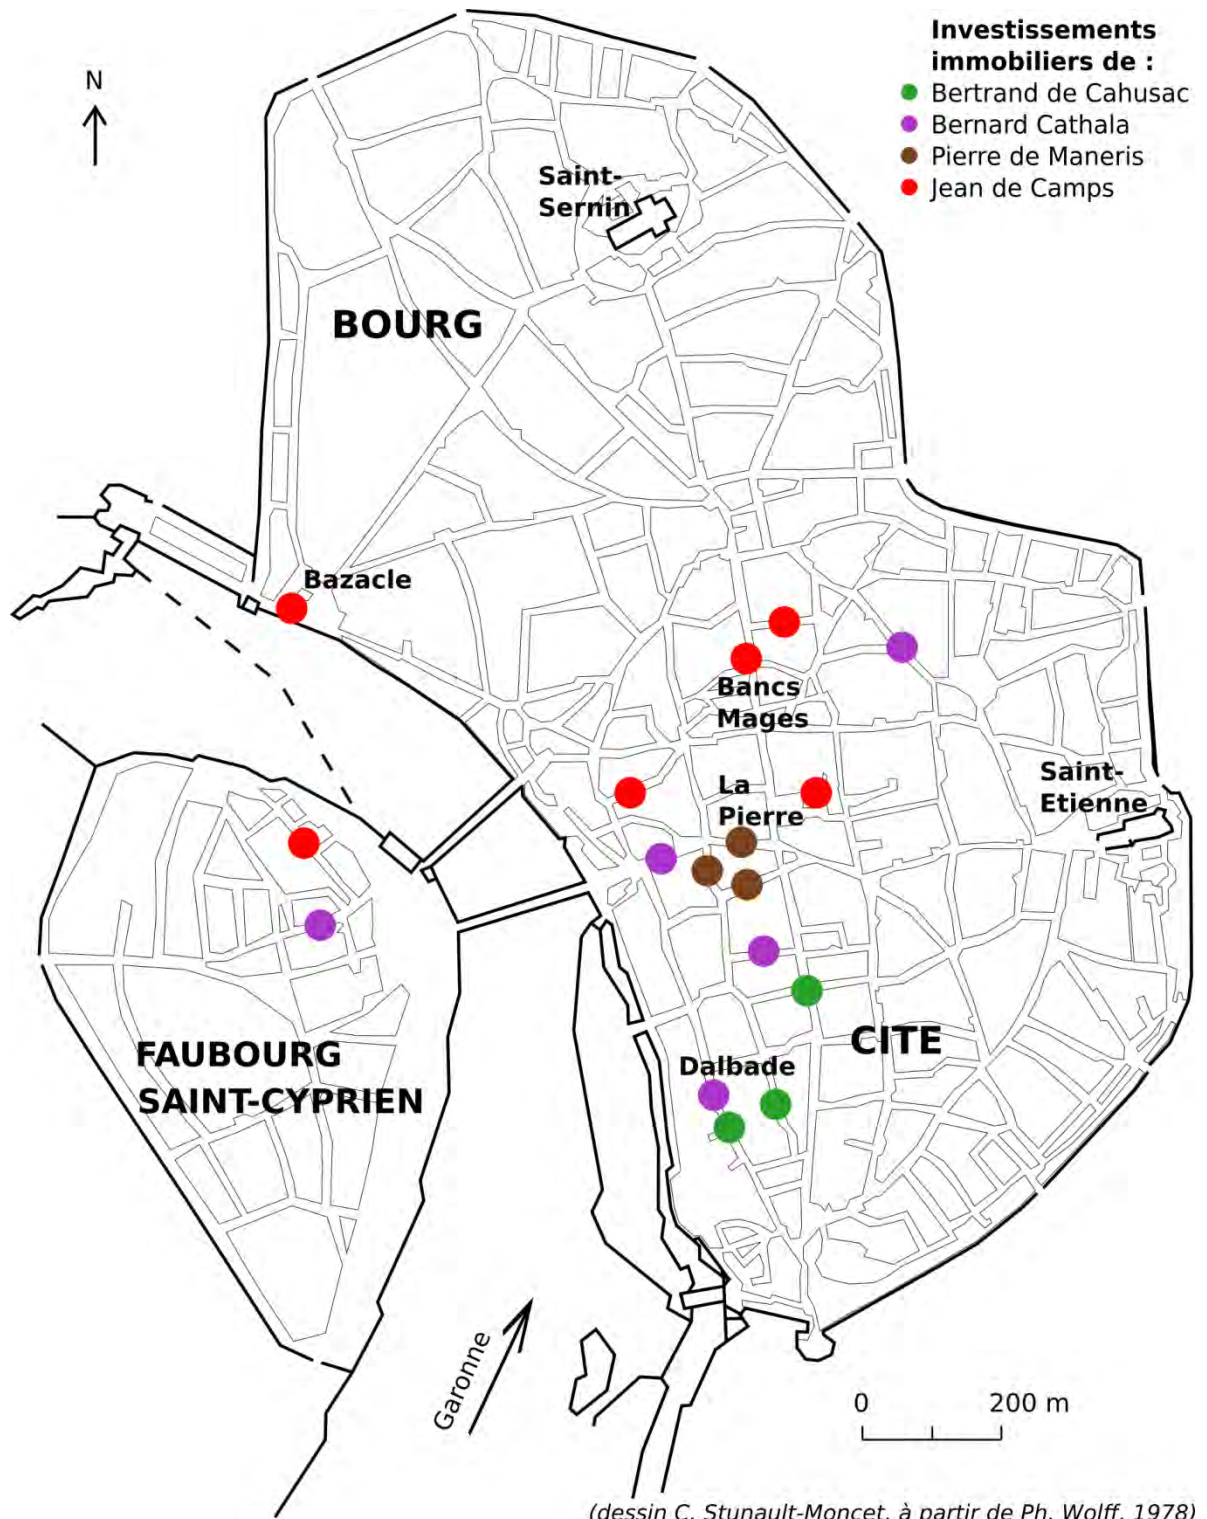 Investissements
immobiliers de :
Bertrand de Cahusac
Bernard Cathala
Pierre de Maneris
Jean de Camps
N
Saint-
Sernin
BOURG
Bazacle
Bancs
Mages
La
Pierre
Saint-
Etienne
CITE
Dalbade
FAUBOURG
SAINT-CYPRIEN
Garonne
0 200 m
(dessin C. Stunault-Moncet, à partir de Ph. Wolff, 1978)